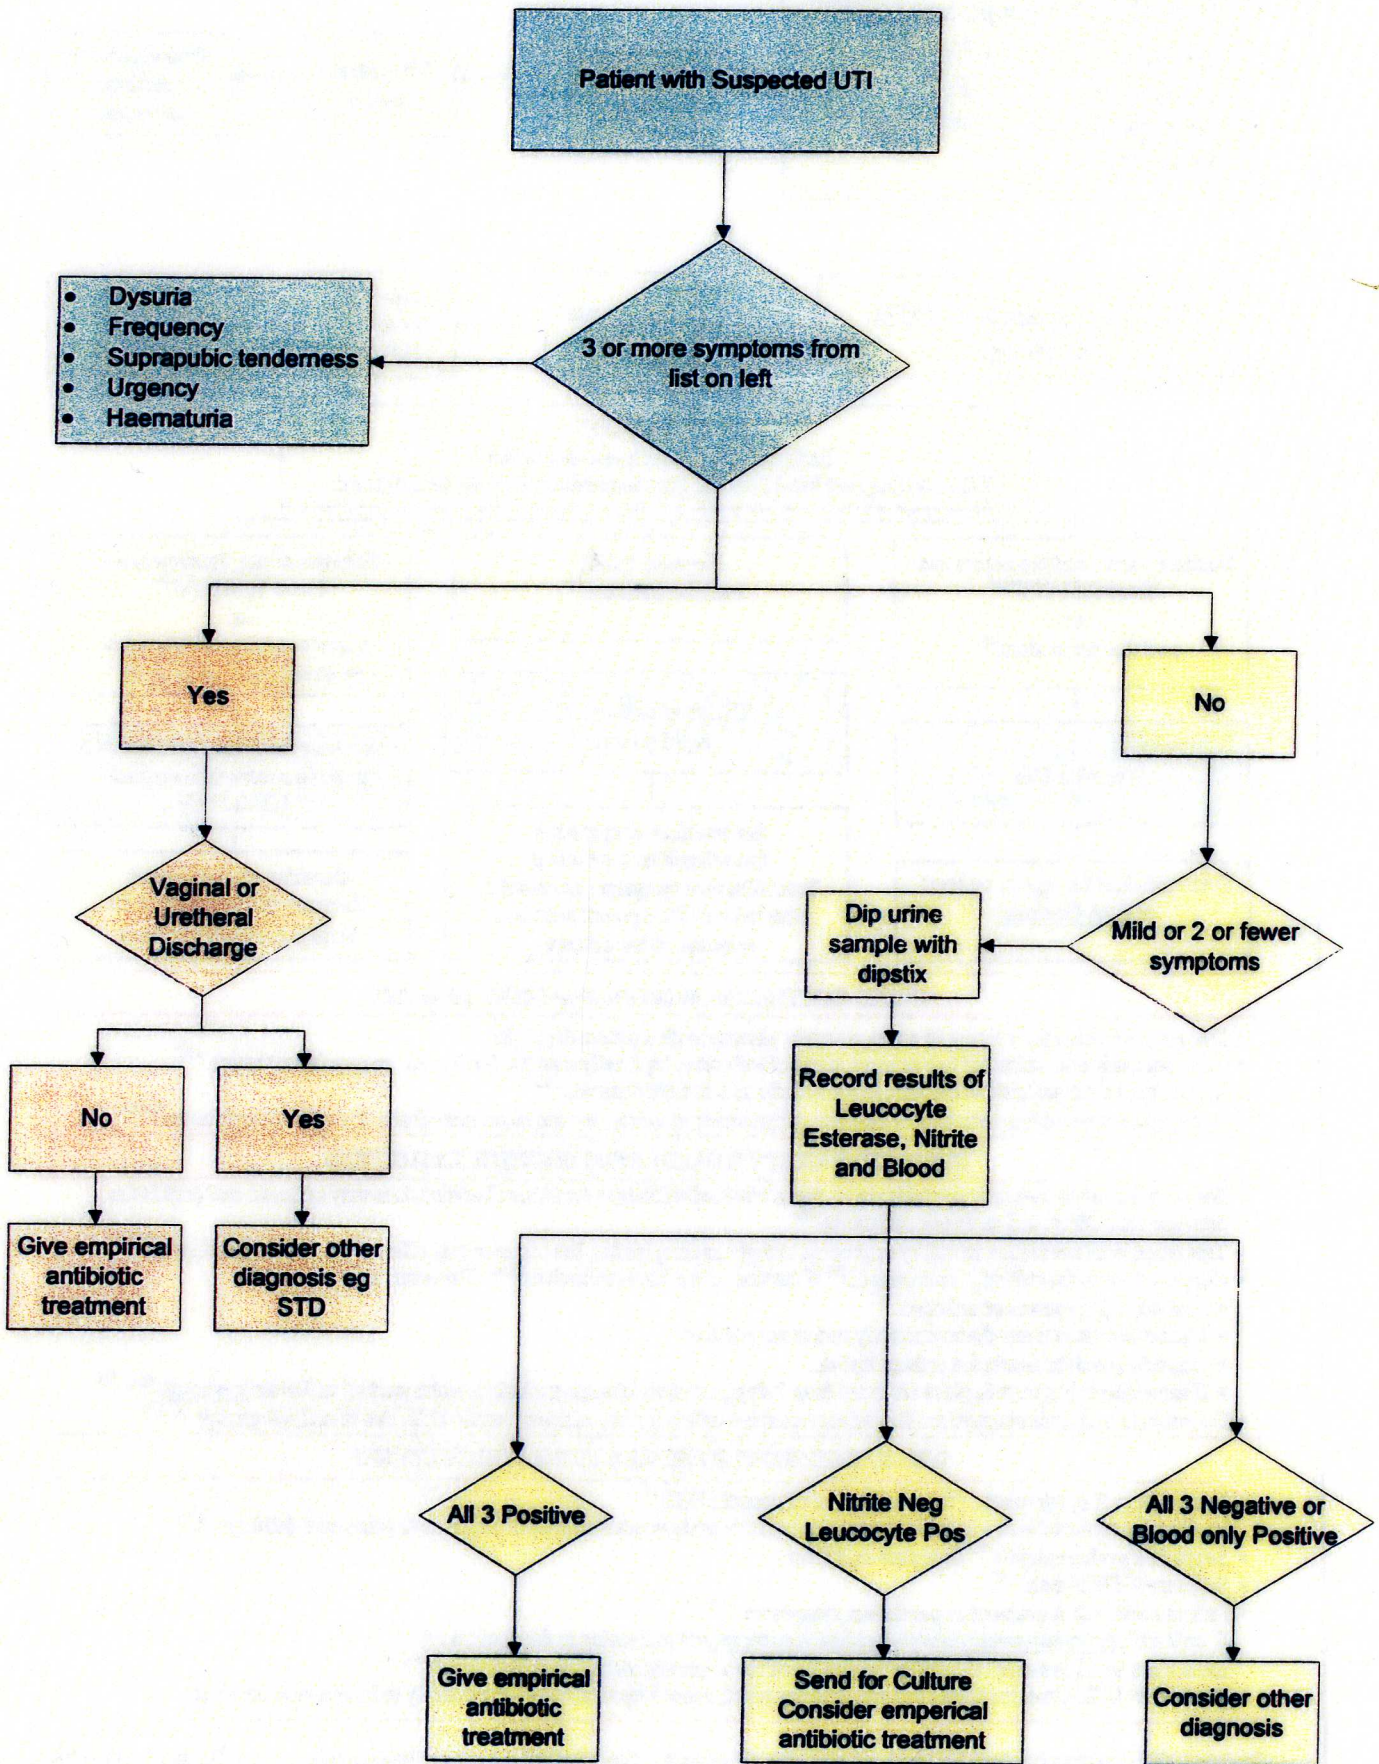 Patient with Suspected UTI
3 or more symptoms from
list on left
• Dysuria
• Frequency
• Suprapubic tenderness
• Urgency
• Haematuria
Yes
No
Vaginal or
Uretheral
Discharge
Mild or 2 or fewer
symptoms
Dip urine
sample with
dipstix
No
Yes
Record results of
Leucocyte
Esterase, Nitrite
and Blood
Give empirical
antibiotic
treatment
Consider other
diagnosis eg
STD
All 3 Positive
Nitrite Neg
Leucocyte Pos
All 3 Negative or
Blood only Positive
Give empirical
antibiotic
treatment
Send for Culture
Consider emperical
antibiotic treatment
Consider other
diagnosis